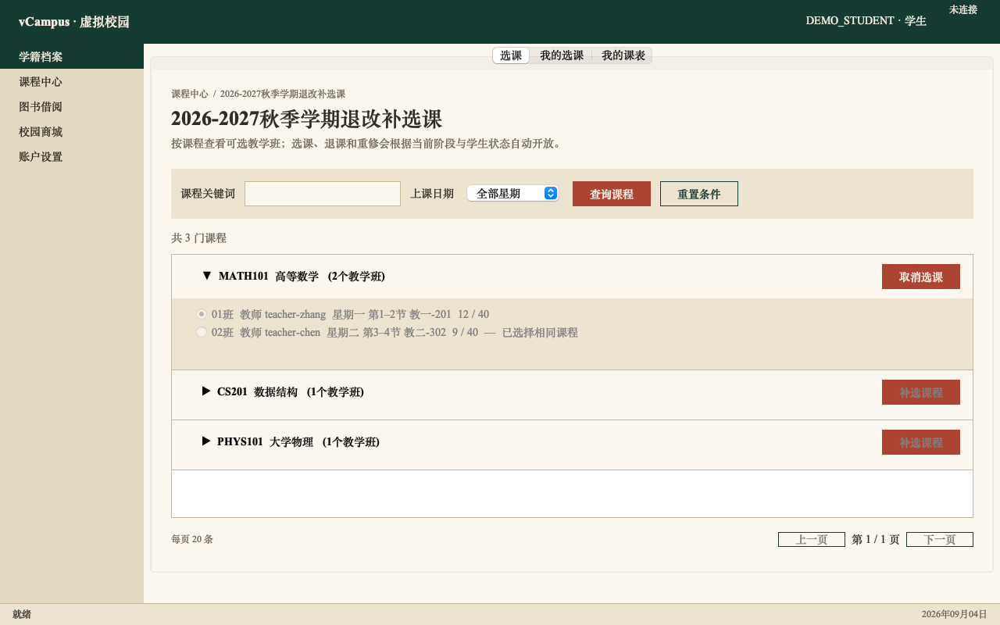 vCampus · 虚拟校园
DEMO_STUDENT · 学生
未连接
学籍档案
课程中心
图书借阅
校园商城
账户设置
选课
我的选课
我的课表
课程中心 / 2026-2027秋季学期退改补选课
2026-2027秋季学期退改补选课
按课程查看可选教学班；选课、退课和重修会根据当前阶段与学生状态自动开放。
课程关键词
上课日期
全部星期
查询课程
重置条件
共 3 门课程
▼ MATH101 高等数学 (2个教学班)
取消选课
01班 教师 teacher-zhang 星期一 第1–2节 教一-201 12 / 40
02班 教师 teacher-chen 星期二 第3–4节 教二-302 9 / 40 — 已选择相同课程
▶ CS201 数据结构 (1个教学班)
补选课程
▶ PHYS101 大学物理 (1个教学班)
补选课程
每页 20 条
上一页
第 1 / 1 页
下一页
就绪
2026年09月04日